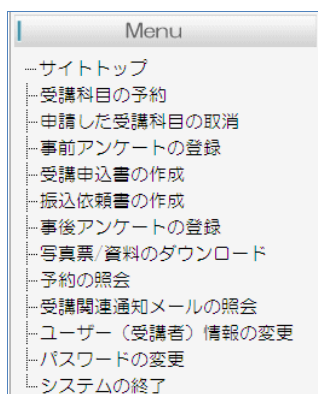 Menu
サイトトップ
受講科目の予約
申請した受講科目の取消
事前アンケートの登録
受講申込書の作成
振込依頼書の作成
事後アンケートの登録
写真票/資料のダウンロード
予約の照会
受講関連通知メールの照会
ユーザー（受講者）情報の変更
パスワードの変更
システムの終了